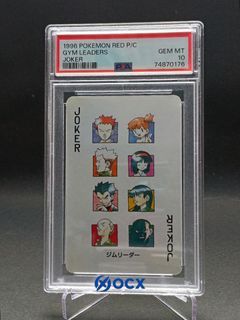 1996 POKEMON RED P/C
GEM MT
GYM LEADERS
10
JOKER
PSA
74870176
JOKER
ジムリーダー
JOKER
OCX